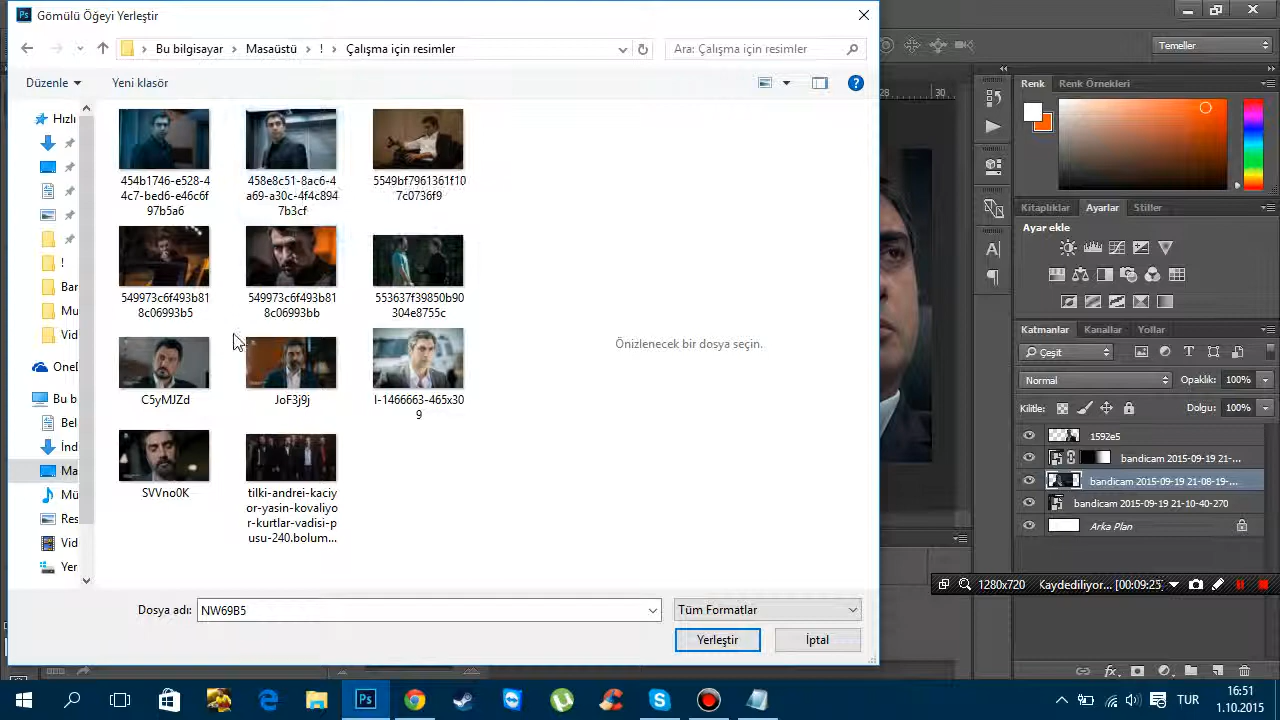 Gömülü Öğeyi Yerleştir
Bu bilgisayar
Masaüstü
!
Çalışma için resimler
Ara: Çalışma için resimler
Düzenle
Yeni klasör
Hızlı
!
Bar
Mu
Vid
OneD
Bu b
Bel
İnd
Ma
Mü
Res
Vid
Yer
454b1746-e528-4
4c7-bed6-e46c6f
97b5a6
458e8c51-8ac6-4
a69-a30c-4f4c894
7b3cf
5549bf7961361f10
7c0736f9
549973c6f493b81
8c06993b5
549973c6f493b81
8c06993bb
553637f39850b90
304e8755c
C5yMJZd
JoF3j9j
I-1466663-465x30
9
SVVno0K
tilki-andrei-kaciy
or-yasin-kovaliyo
r-kurtlar-vadisi-p
usu-240.bolum...
Önizlenecek bir dosya seçin.
Dosya adı:
NW69B5
Tüm Formatlar
Yerleştir
İptal
Temeller
28
30
Renk
Renk Örnekleri
Kitaplıklar
Ayarlar
Stiller
Ayar ekle
Katmanlar
Kanallar
Yollar
Çeşit
Normal
Opaklık:
100%
Kilitle:
Dolgu:
100%
1592e5
bandicam 2015-09-19 21-...
bandicam 2015-09-19 21-08-19-...
bandicam 2015-09-19 21-10-40-270
Arka Plan
1280x720
Kaydediliyor... [00:09:25]
TUR
16:51
1.10.2015